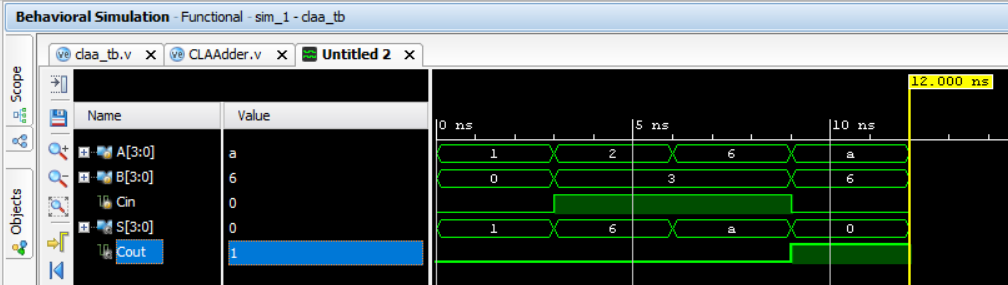 Behavioral Simulation - Functional - sim_1 - claa_tb
claa_tb.v CLAAdder.v Untitled 2
Scope
Objects
Name Value
12.000 ns
0 ns 5 ns 10 ns
A[3:0] a 1 2 6 a
B[3:0] 6 0 3 6
Cin 0
S[3:0] 0 1 6 a 0
Cout 1